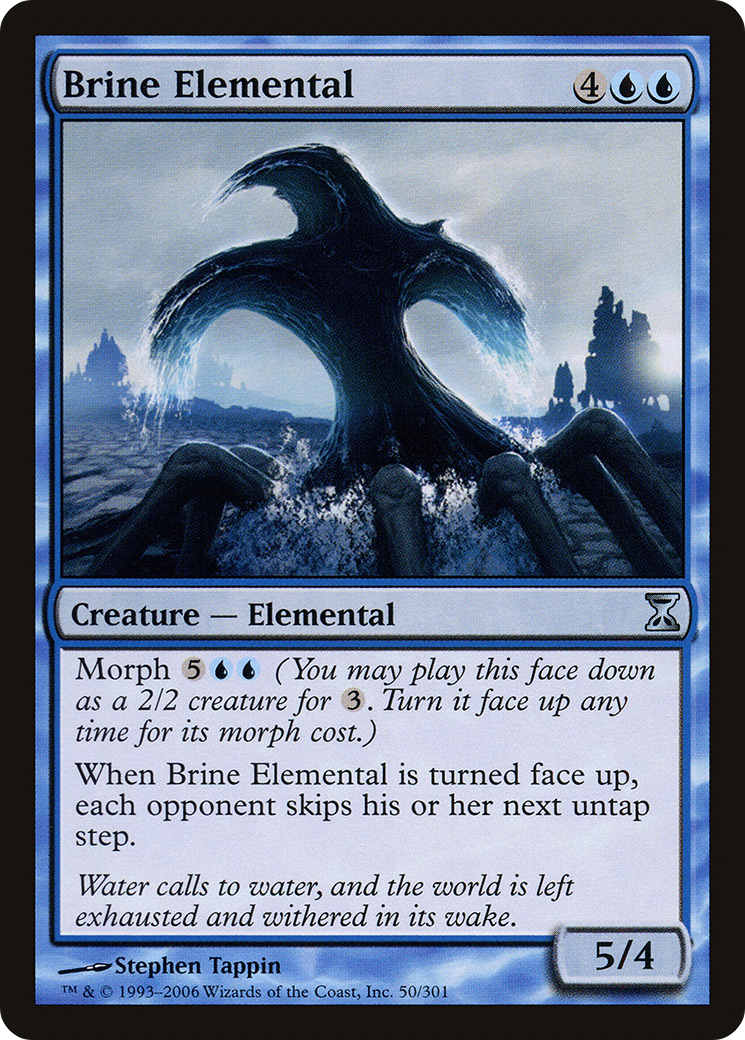 Brine Elemental 4
Creature — Elemental
Morph 5 (You may play this face down
as a 2/2 creature for 3. Turn it face up any
time for its morph cost.)
When Brine Elemental is turned face up,
each opponent skips his or her next untap
step.
Water calls to water, and the world is left
exhausted and withered in its wake.
5/4
Stephen Tappin
™ & © 1993–2006 Wizards of the Coast, Inc. 50/301